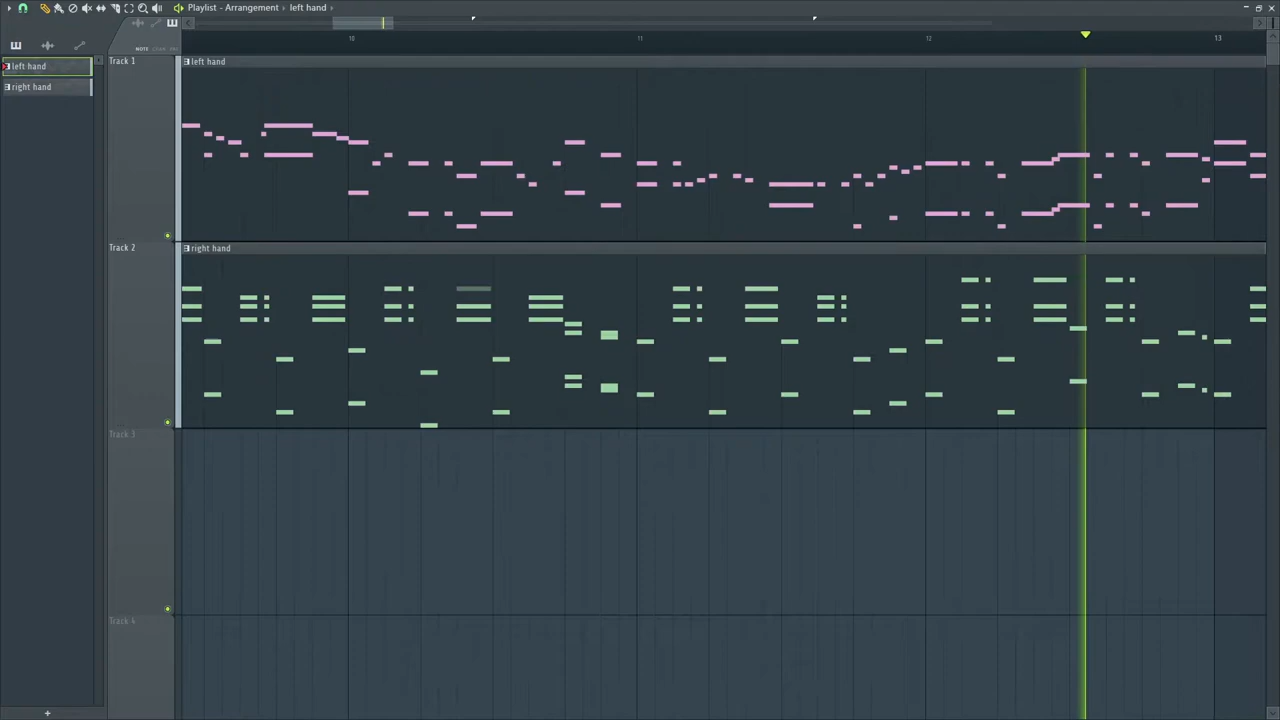 Playlist - Arrangement › left hand ›
NOTE
10
11
12
13
left hand
right hand
Track 1
left hand
Track 2
right hand
Track 3
Track 4